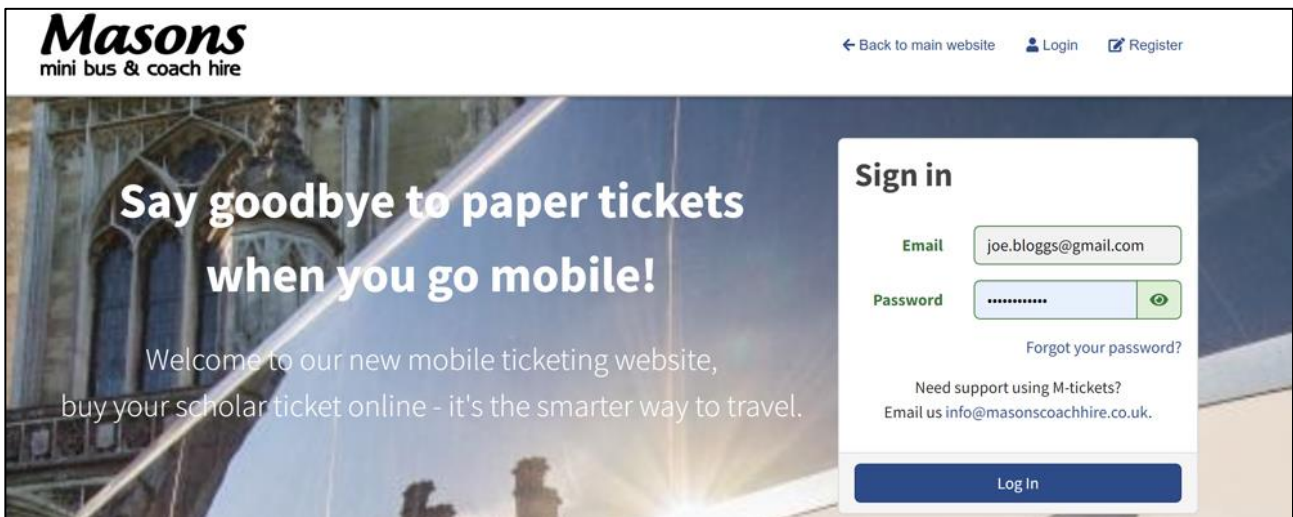 Masons
mini bus & coach hire
Back to main website Login Register
Say goodbye to paper tickets
when you go mobile!
Welcome to our new mobile ticketing website,
buy your scholar ticket online - it's the smarter way to travel.
Sign in
Email joe.bloggs@gmail.com
Password ••••••••••••
Forgot your password?
Need support using M-tickets?
Email us info@masonscoachhire.co.uk.
Log In